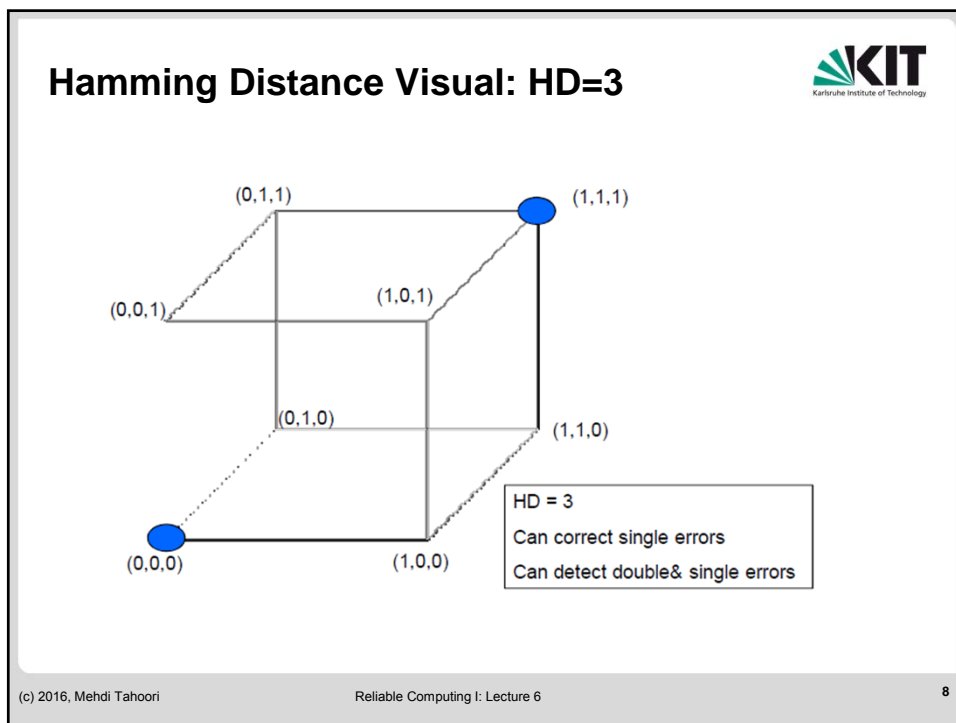 Hamming Distance Visual: HD=3
KIT
Karlsruhe Institute of Technology
(0,1,1)
(1,1,1)
(0,0,1)
(1,0,1)
(0,1,0)
(1,1,0)
(0,0,0)
(1,0,0)
HD = 3
Can correct single errors
Can detect double& single errors
(c) 2016, Mehdi Tahoori
Reliable Computing I: Lecture 6
8